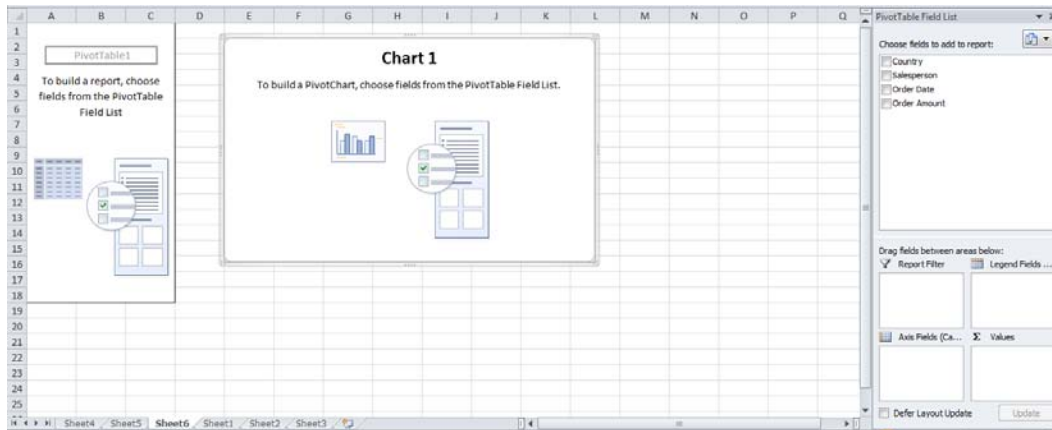 A B C D E F G H I J K L M N O P Q
PivotTable Field List
1
2
3
4
5
6
7
8
9
10
11
12
13
14
15
16
17
18
19
20
21
22
23
24
25
PivotTable1
To build a report, choose
fields from the PivotTable
Field List
Chart 1
To build a PivotChart, choose fields from the PivotTable Field List.
Choose fields to add to report:
Country
Salesperson
Order Date
Order Amount
Drag fields between areas below:
Report Filter
Legend Fields ...
Axis Fields (Ca...
Σ Values
Defer Layout Update
Update
Sheet4 Sheet5 Sheet6 Sheet1 Sheet2 Sheet3